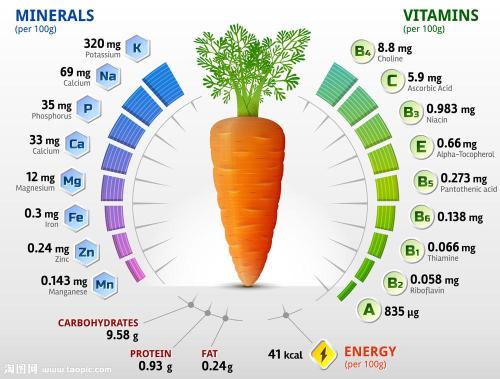 MINERALS
(per 100g)
320 mg
Potassium
K
69 mg
Calcium
Na
35 mg
Phosphorus
P
33 mg
Calcium
Ca
12 mg
Magnesium
Mg
0.3 mg
Iron
Fe
0.24 mg
Zinc
Zn
0.143 mg
Manganese
Mn
VITAMINS
(per 100g)
B4
8.8 mg
Choline
C
5.9 mg
Ascorbic Acid
B3
0.983 mg
Niacin
E
0.66 mg
Alpha-Tocopherol
B5
0.273 mg
Pantothenic acid
B6
0.138 mg
B1
0.066 mg
Thiamine
B2
0.058 mg
Riboflavin
A
835 µg
CARBOHYDRATES
9.58 g
PROTEIN
0.93 g
FAT
0.24g
41 kcal
ENERGY
(per 100g)
淘图网 www.taopic.com